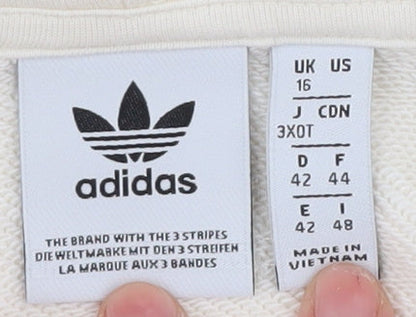 adidas
THE BRAND WITH THE 3 STRIPES
DIE WELTMARKE MIT DEN 3 STREIFEN
LA MARQUE AUX 3 BANDES
UK US
16
J CDN
3XOT
D F
42 44
E I
42 48
MADE IN
VIETNAM